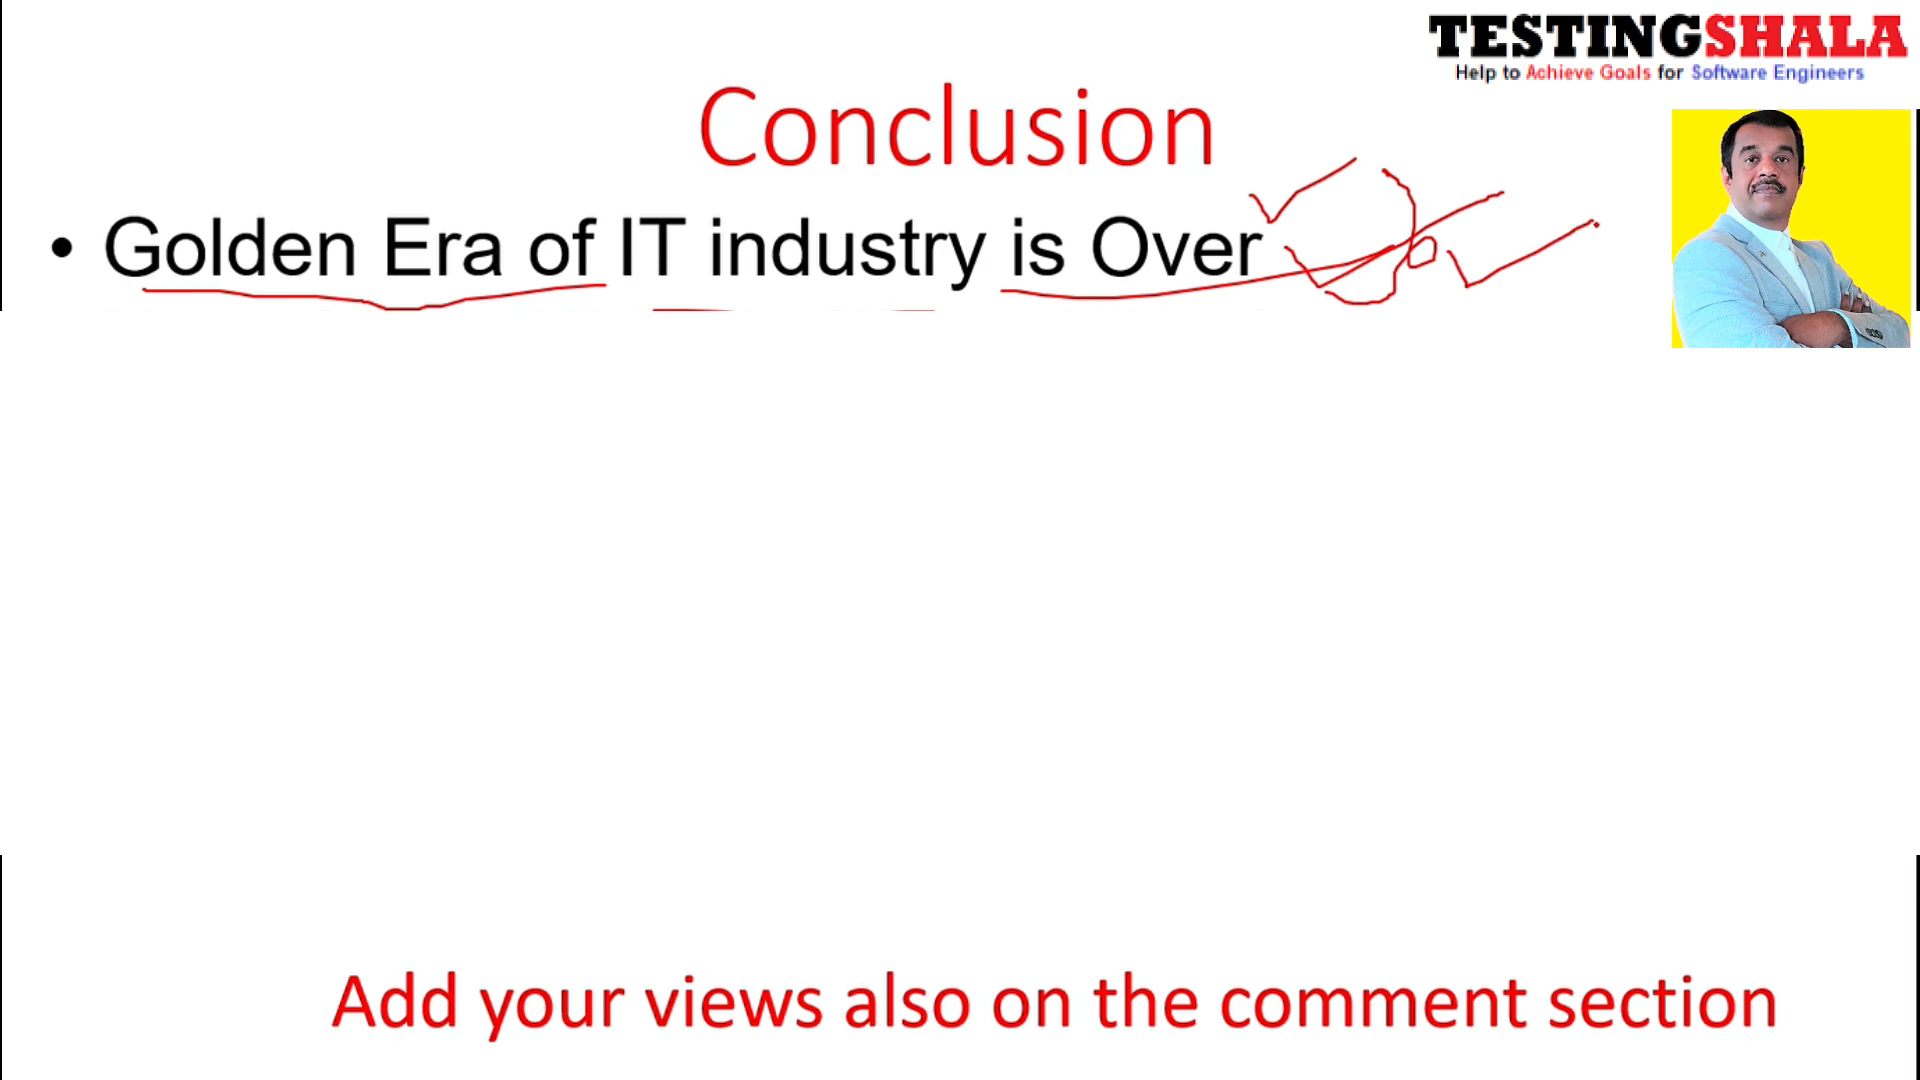 TESTINGSHALA
Help to Achieve Goals for Software Engineers
Conclusion
• Golden Era of IT industry is Over
Add your views also on the comment section